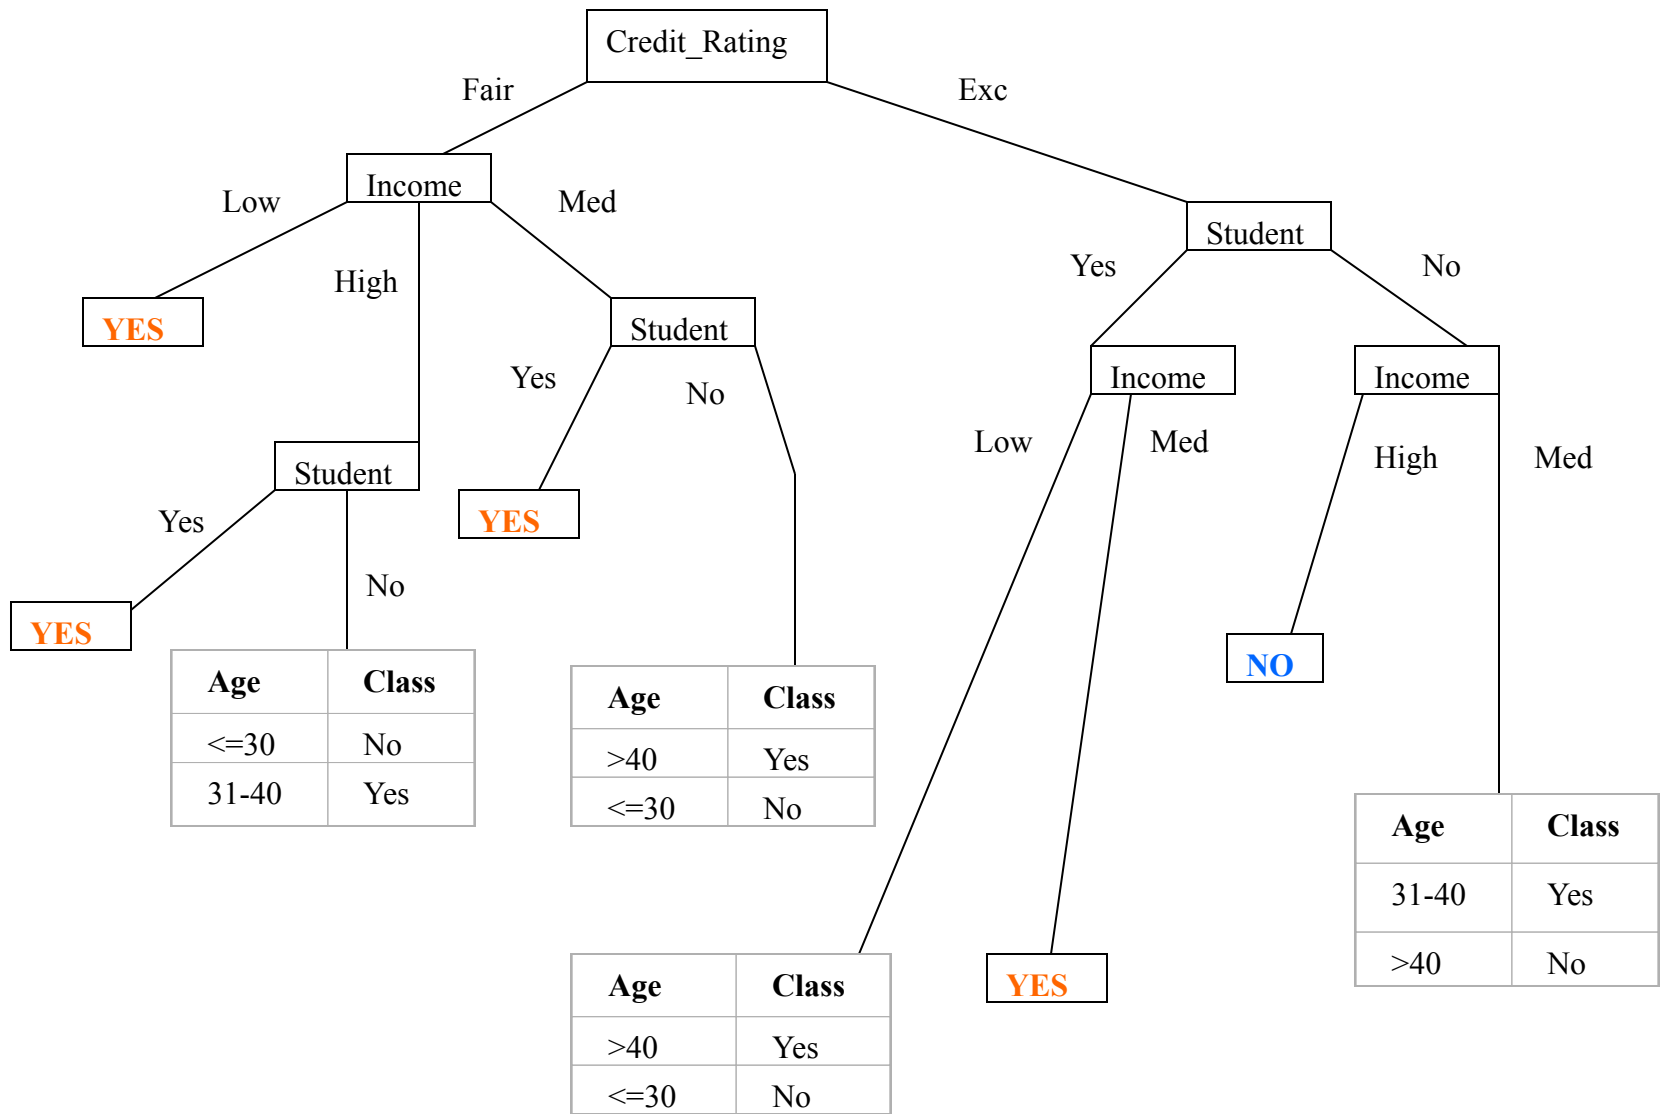 Credit_Rating
Fair
Exc
Income
Low
Med
High
Student
Yes
No
YES
Student
Yes
No
YES
Student
Yes
No
YES
Age Class
<=30 No
31-40 Yes
Age Class
>40 Yes
<=30 No
Income
Low
Med
Income
High
Med
NO
Age Class
31-40 Yes
>40 No
YES
Age Class
>40 Yes
<=30 No